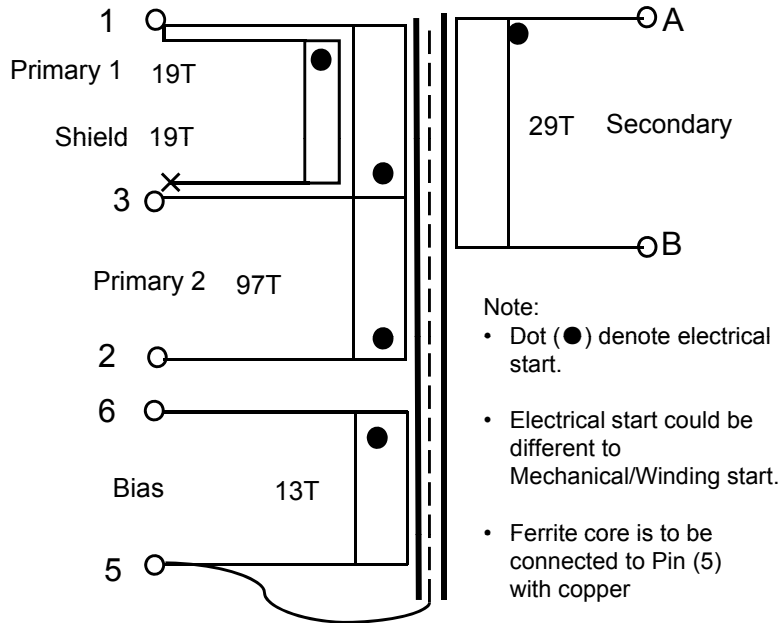 1
Primary 1 19T
Shield 19T
3
Primary 2 97T
2
6
Bias 13T
5
A
29T Secondary
B
Note:
• Dot (●) denote electrical
start.
• Electrical start could be
different to
Mechanical/Winding start.
• Ferrite core is to be
connected to Pin (5)
with copper